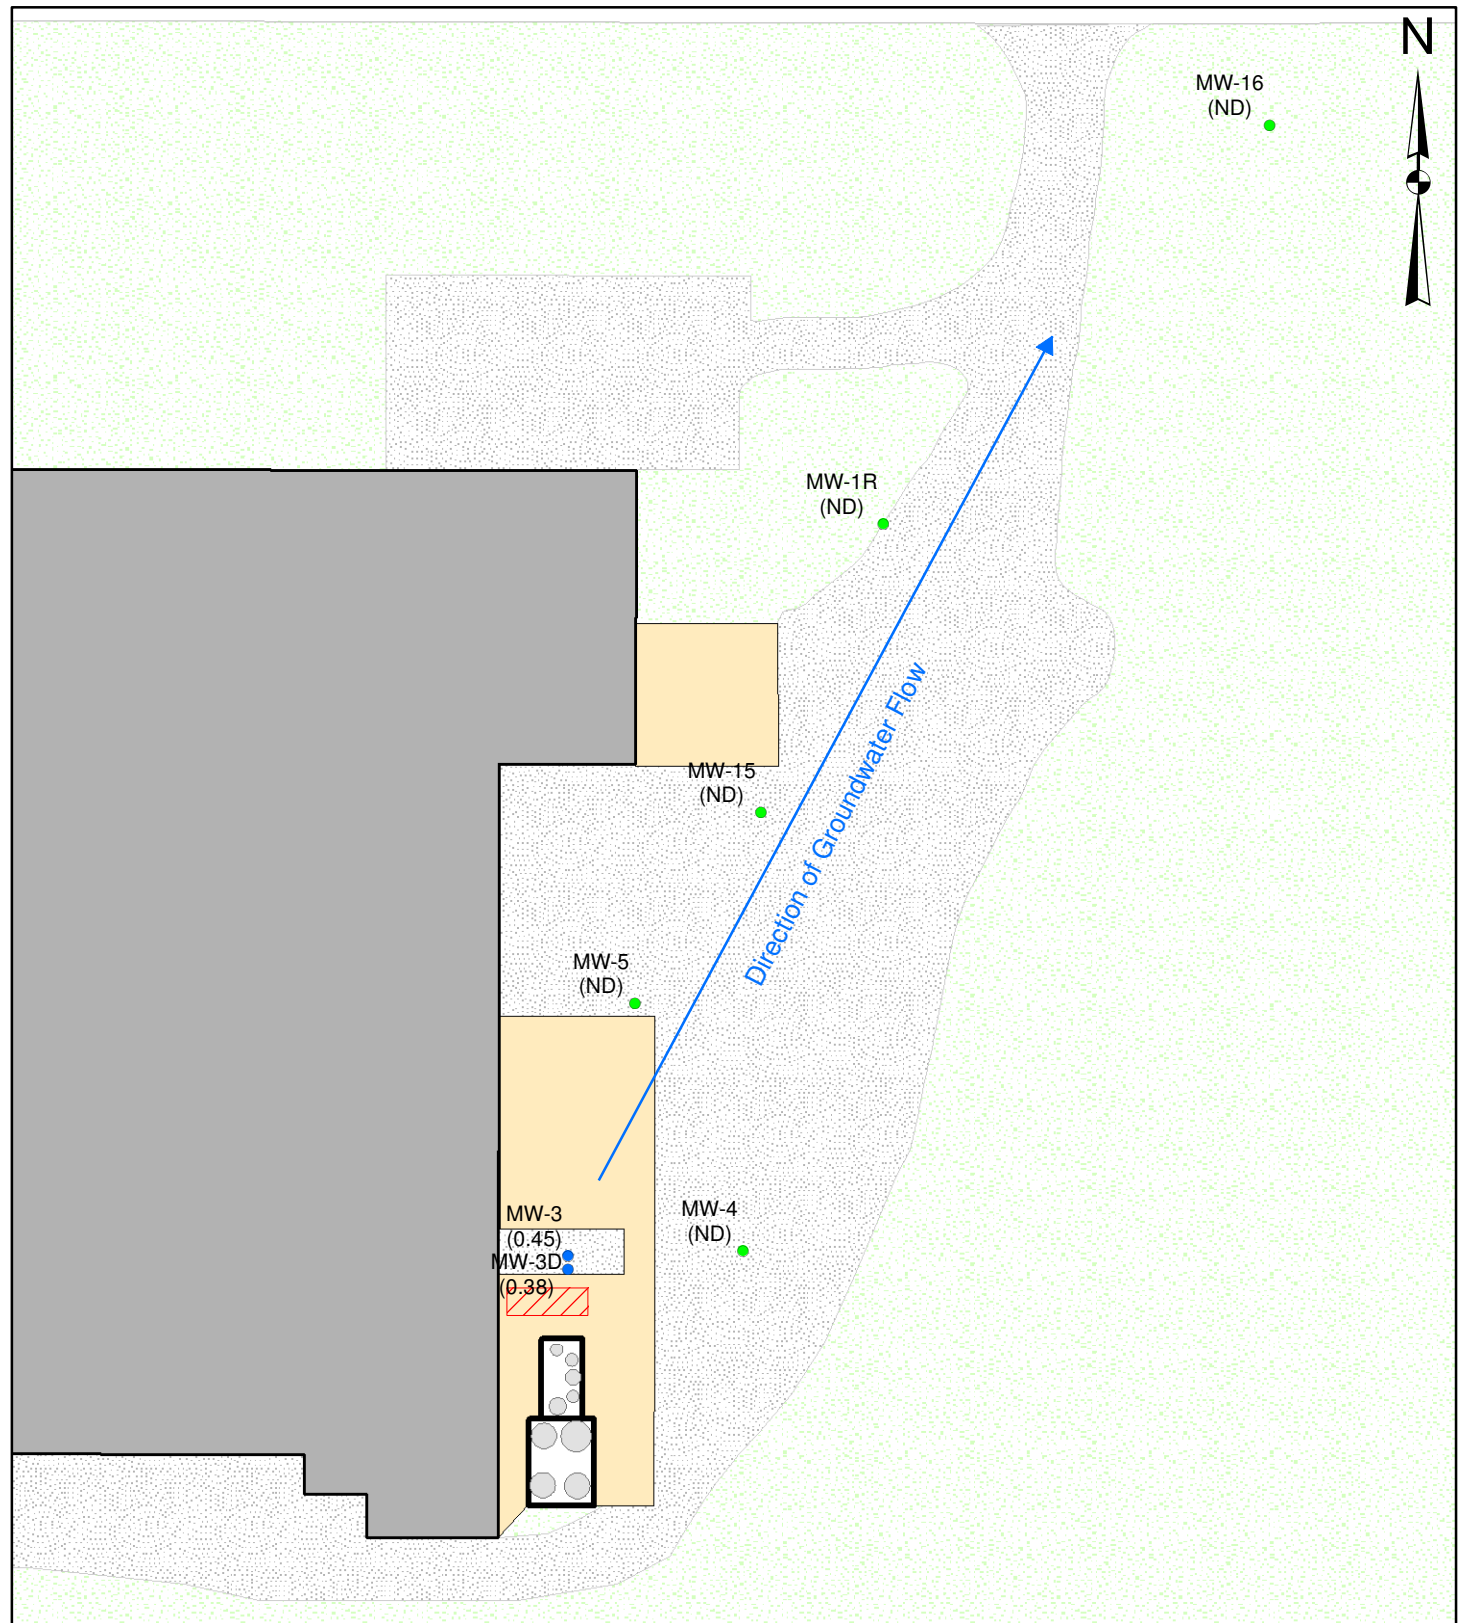 N
MW-16
(ND)
MW-1R
(ND)
Direction of Groundwater Flow
MW-15
(ND)
MW-5
(ND)
MW-3
(0.45)
MW-3D
(0.38)
MW-4
(ND)